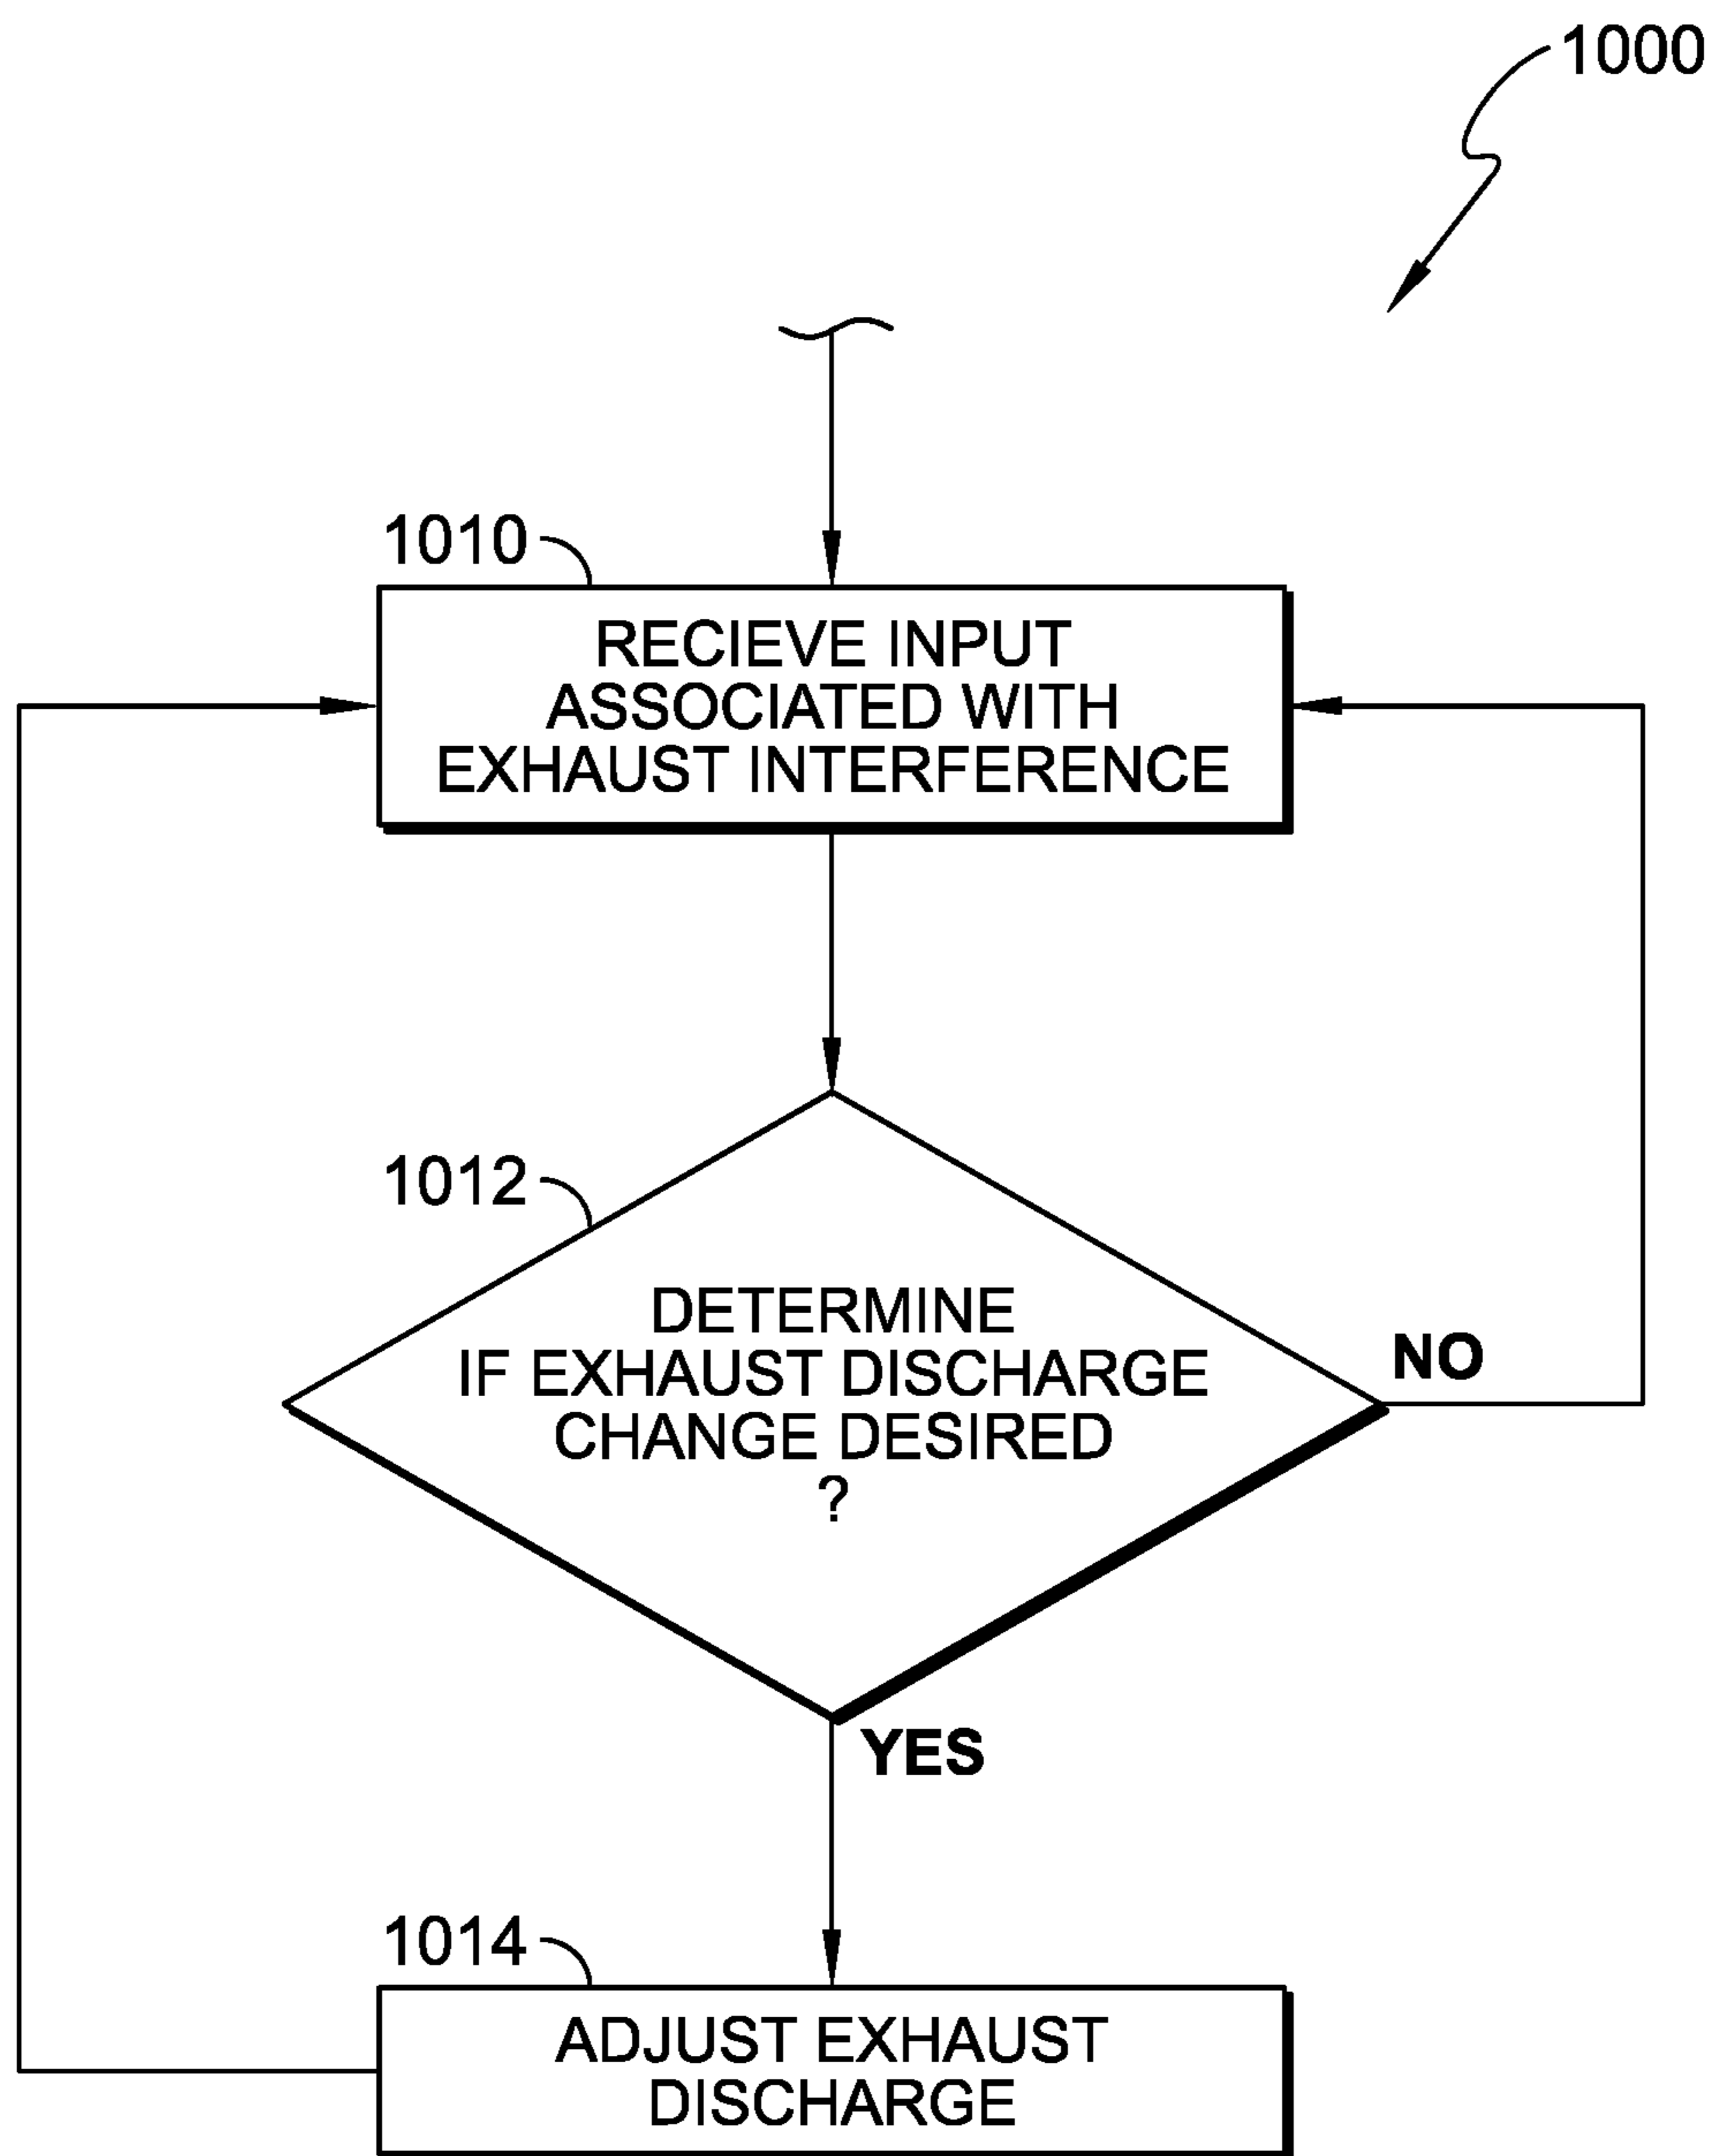 1000
1010
RECIEVE INPUT
ASSOCIATED WITH
EXHAUST INTERFERENCE
1012
DETERMINE
IF EXHAUST DISCHARGE
CHANGE DESIRED
?
NO
YES
1014
ADJUST EXHAUST
DISCHARGE